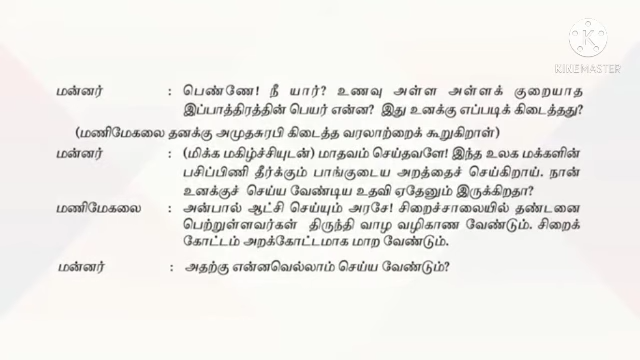 KINEMASTER
மன்னர் : பெண்ணே! நீ யார்? உணவு அள்ள அள்ளக் குறையாத
இப்பாத்திரத்தின் பெயர் என்ன? இது உனக்கு எப்படிக் கிடைத்தது?
(மணிமேகலை தனக்கு அமுதசுரபி கிடைத்த வரலாற்றைக் கூறுகிறாள்)
மன்னர் : (மிக்க மகிழ்ச்சியுடன்) மாதவம் செய்தவளே! இந்த உலக மக்களின்
பசிப்பிணி தீர்க்கும் பாங்குடைய அறத்தைச் செய்கிறாய். நான்
உனக்குச் செய்ய வேண்டிய உதவி ஏதேனும் இருக்கிறதா?
மணிமேகலை : அன்பால் ஆட்சி செய்யும் அரசே! சிறைச்சாலையில் தண்டனை
பெற்றுள்ளவர்கள் திருந்தி வாழ வழிகாண வேண்டும். சிறைக்
கோட்டம் அறக்கோட்டமாக மாற வேண்டும்.
மன்னர் : அதற்கு என்னவெல்லாம் செய்ய வேண்டும்?